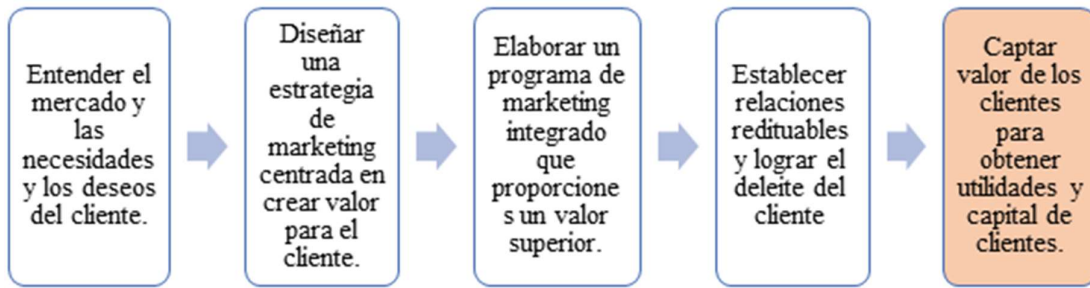 Entender el
mercado y
las
necesidades
y los deseos
del cliente.
Diseñar
una
estrategia
de
marketing
centrada en
crear valor
para el
cliente.
Elaborar un
programa de
marketing
integrado
que
proporcione
s un valor
superior.
Establecer
relaciones
redituables
y lograr el
deleite del
cliente
Captar
valor de los
clientes
para
obtener
utilidades y
capital de
clientes.